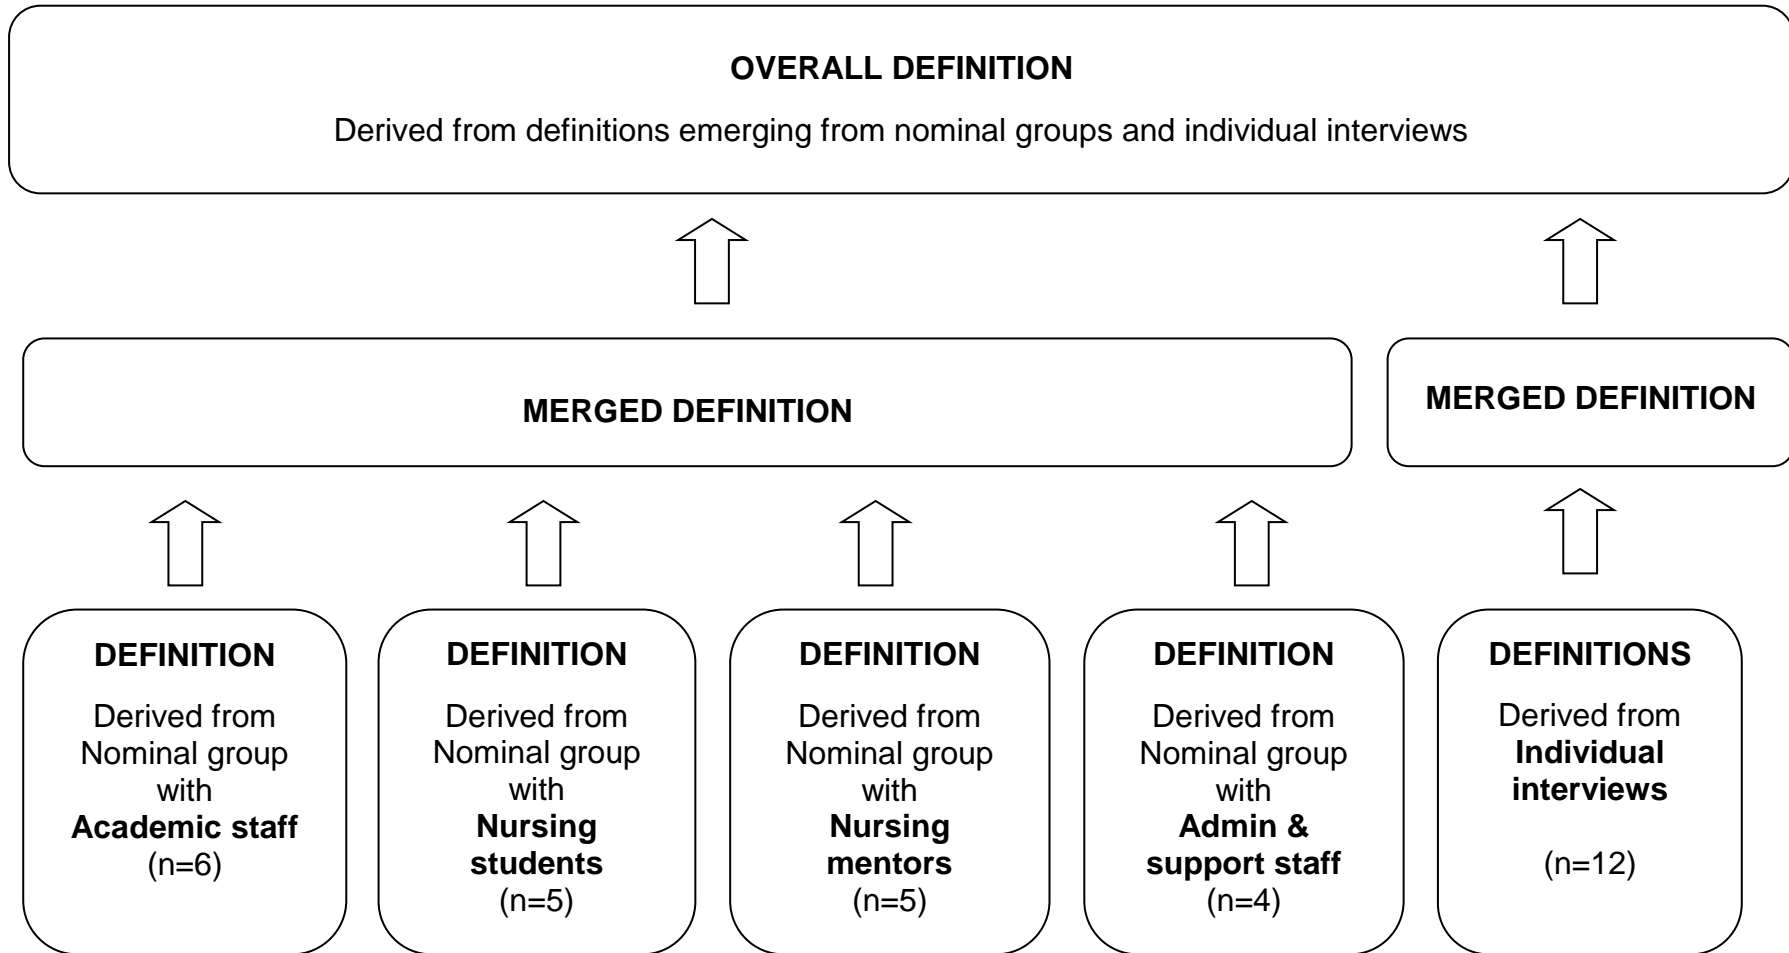 OVERALL DEFINITION
Derived from definitions emerging from nominal groups and individual interviews
MERGED DEFINITION
MERGED DEFINITION
DEFINITION
Derived from
Nominal group
with
Academic staff
(n=6)
DEFINITION
Derived from
Nominal group
with
Nursing
students
(n=5)
DEFINITION
Derived from
Nominal group
with
Nursing
mentors
(n=5)
DEFINITION
Derived from
Nominal group
with
Admin &
support staff
(n=4)
DEFINITIONS
Derived from
Individual
interviews
(n=12)